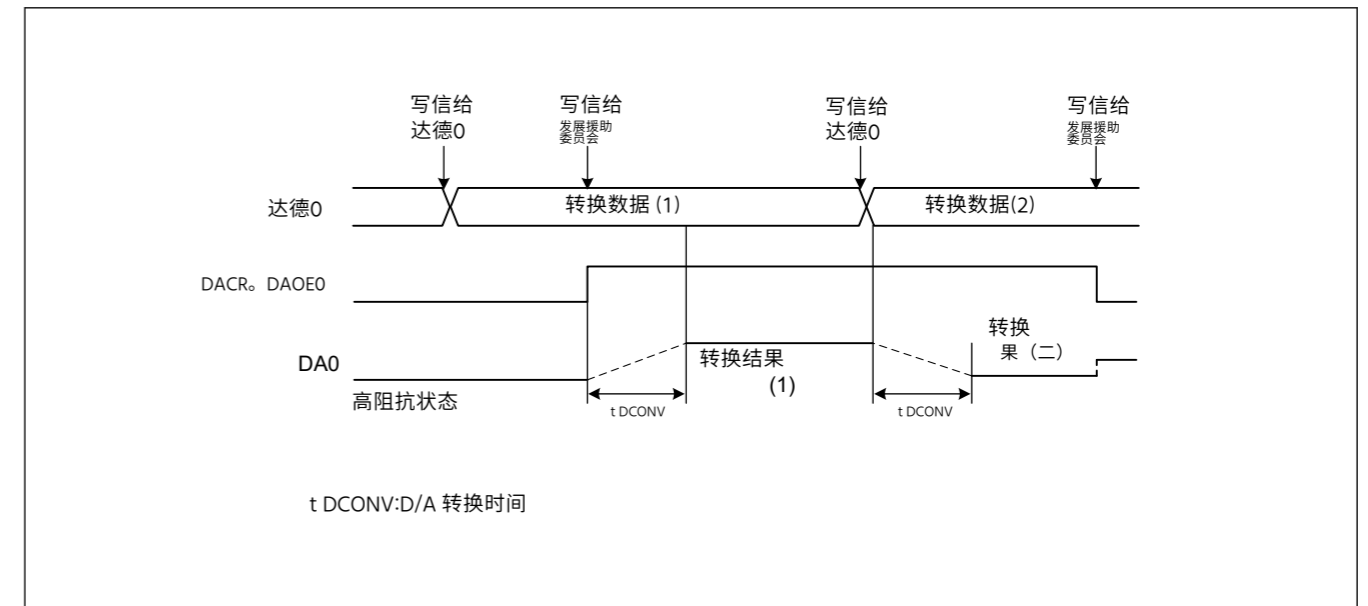 写信给
达德0
写信给
发展援助
委员会
写信给
达德0
写信给
发展援助
委员会
达德0
转换数据 (1)
转换数据(2)
DACR。DAOE0
DA0
转换结果
(1)
转换
果（二）
高阻抗状态
t DCONV
t DCONV
t DCONV:D/A 转换时间